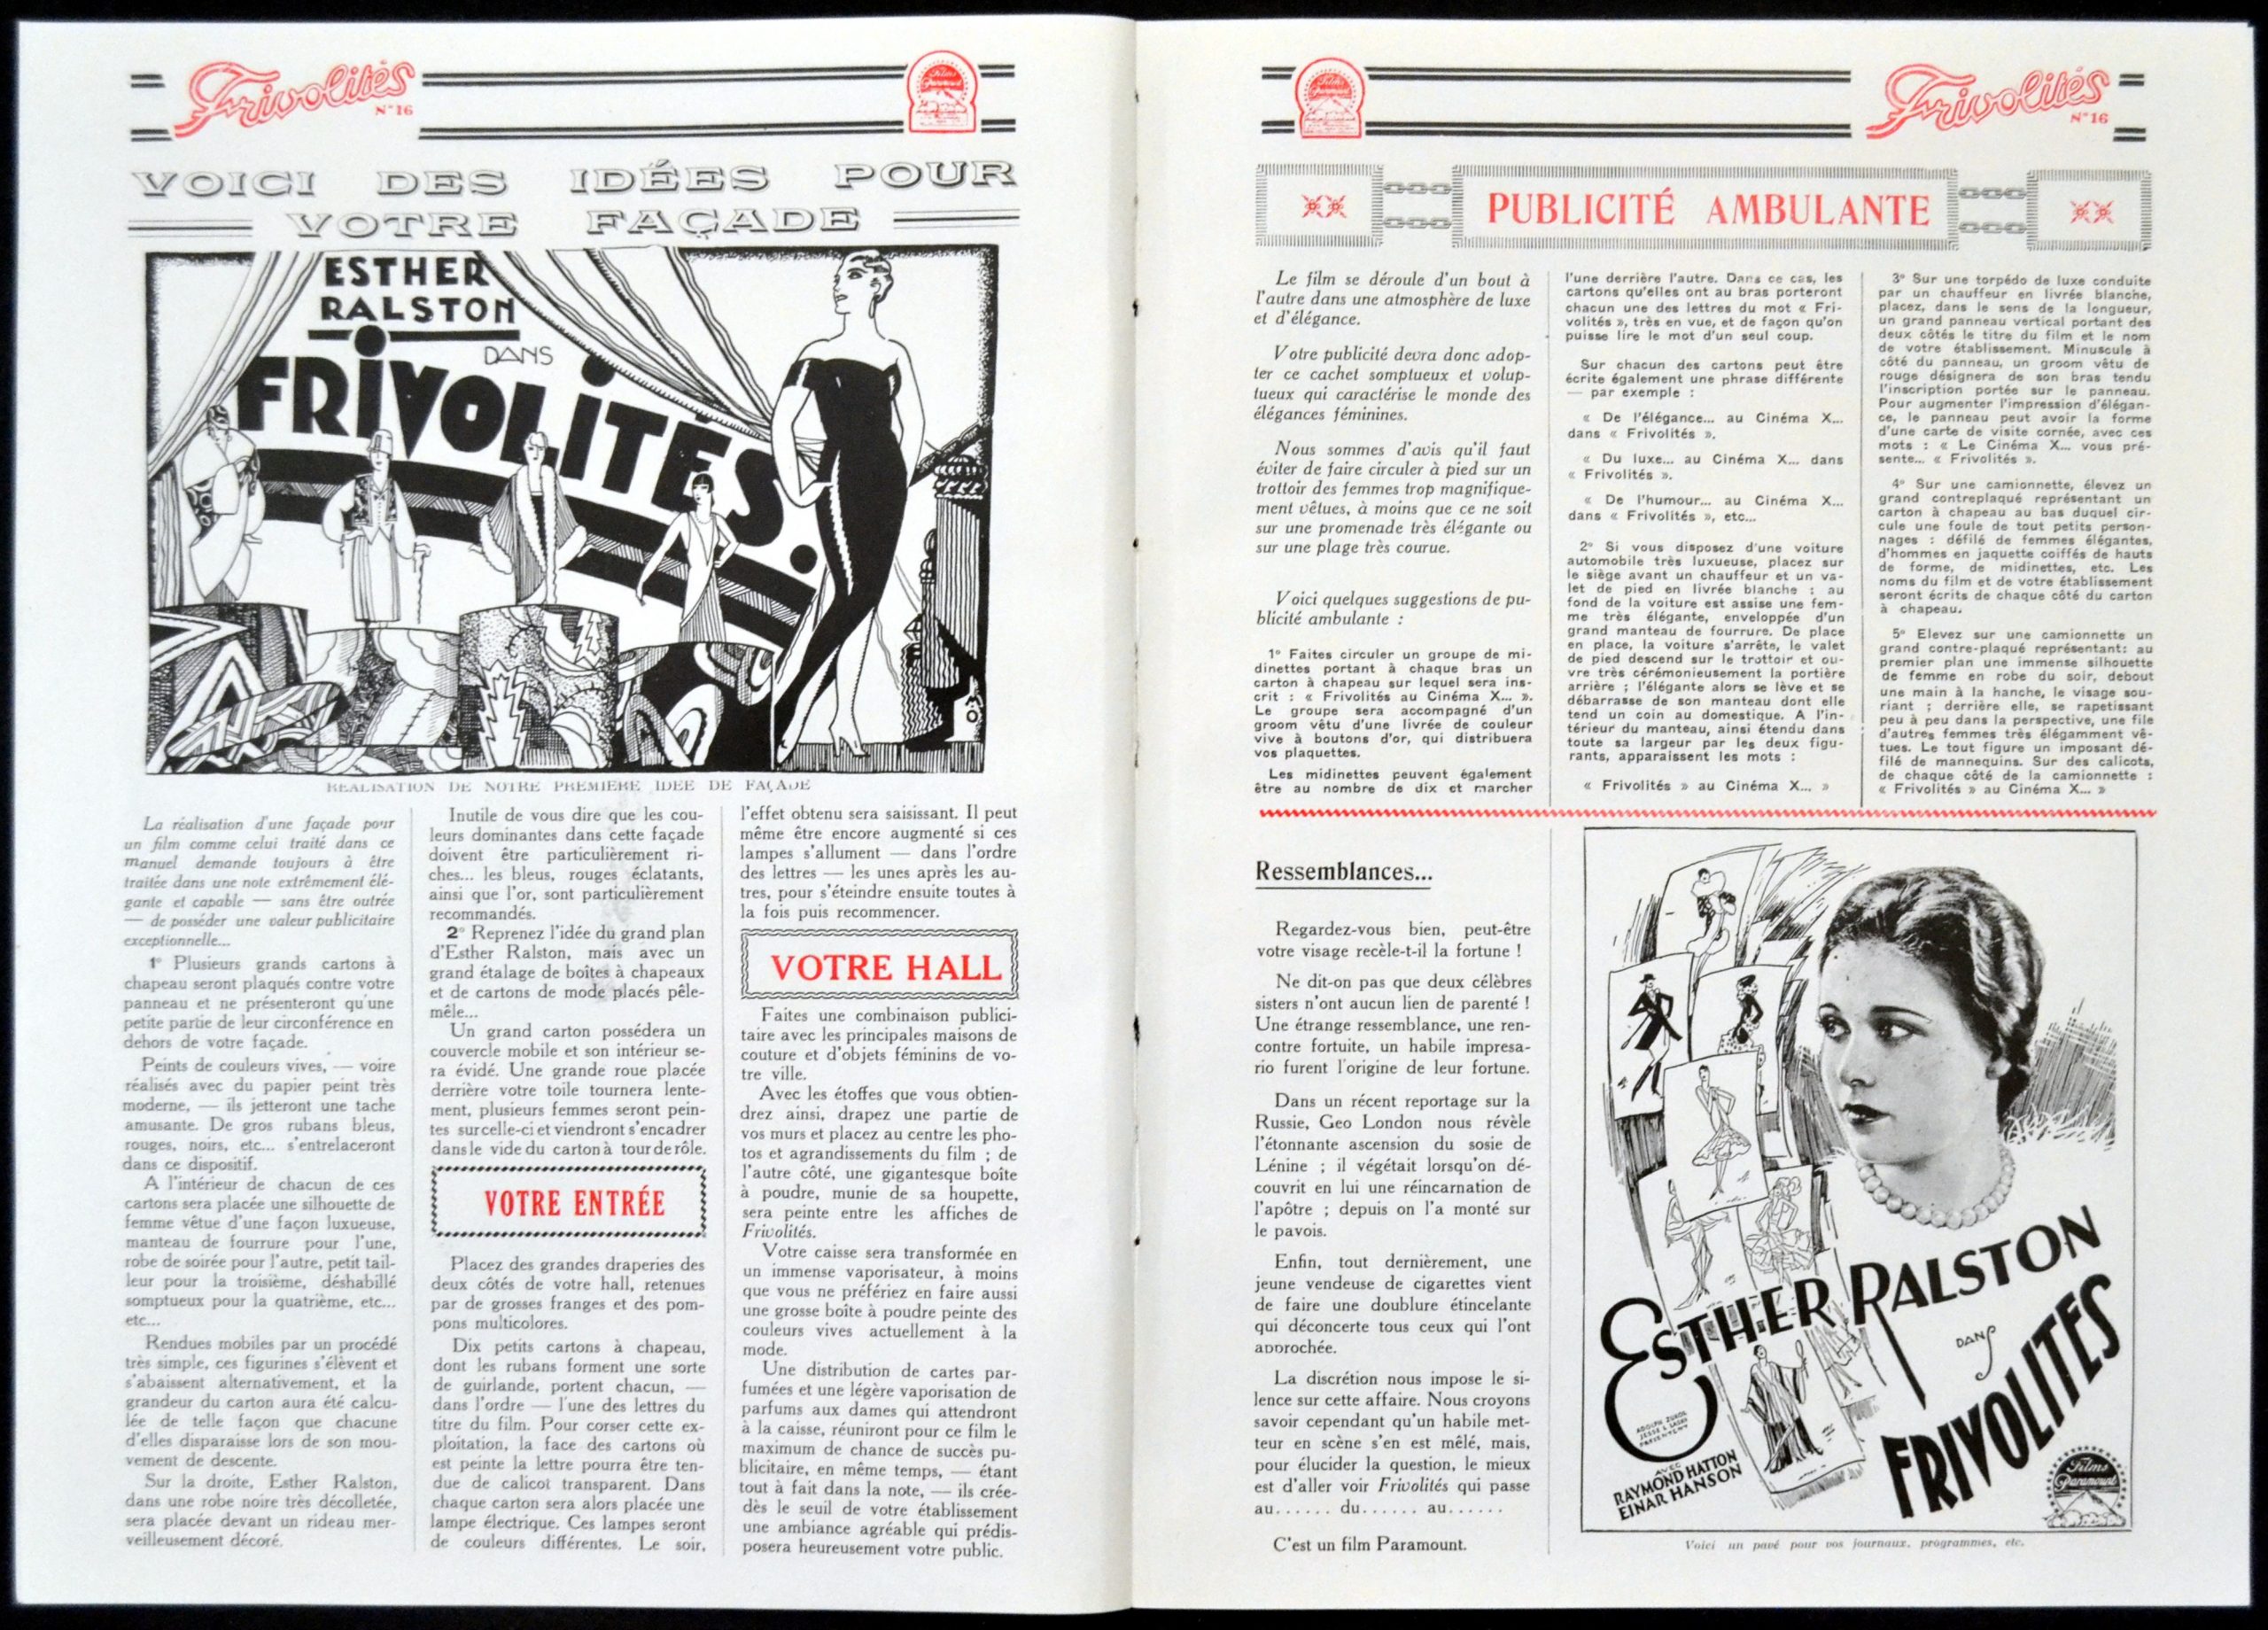 Frivolités
N° 16
Films
Paramount
VOICI DES IDÉES POUR
VOTRE FAÇADE
ESTHER
RALSTON
DANS
FRIVOLITÉS.
RÉALISATION DE NOTRE PREMIÈRE IDÉE DE FAÇADE
La réalisation d'une façade pour
un film comme celui traité dans ce
manuel demande toujours à être
traitée dans une note extrêmement élé-
gante et capable — sans être outrée
— de posséder une valeur publicitaire
exceptionnelle...
1° Plusieurs grands cartons à
chapeau seront plaqués contre votre
panneau et ne présenteront qu'une
petite partie de leur circonférence en
dehors de votre façade.
Peints de couleurs vives, — voire
réalisés avec du papier peint très
moderne, — ils jetteront une tache
amusante. De gros rubans bleus,
rouges, noirs, etc... s'entrelaceront
dans ce dispositif.
A l'intérieur de chacun de ces
cartons sera placée une silhouette de
femme vêtue d'une façon luxueuse,
manteau de fourrure pour l'une,
robe de soirée pour l'autre, petit tail-
leur pour la troisième, déshabillé
somptueux pour la quatrième, etc...
etc...
Rendues mobiles par un procédé
très simple, ces figurines s'élèvent et
s'abaissent alternativement, et la
grandeur du carton aura été calcu-
lée de telle façon que chacune
d'elles disparaisse lors de son mou-
vement de descente.
Sur la droite, Esther Ralston,
dans une robe noire très décolletée,
sera placée devant un rideau mer-
veilleusement décoré.
Inutile de vous dire que les cou-
leurs dominantes dans cette façade
doivent être particulièrement ri-
ches... les bleus, rouges éclatants,
ainsi que l'or, sont particulièrement
recommandés.
2° Reprenez l'idée du grand plan
d'Esther Ralston, mais avec un
grand étalage de boîtes à chapeaux
et de cartons de mode placés pêle-
mêle...
Un grand carton possédera un
couvercle mobile et son intérieur se-
ra évidé. Une grande roue placée
derrière votre toile tournera lente-
ment, plusieurs femmes seront pein-
tes sur celle-ci et viendront s'encadrer
dans le vide du carton à tour de rôle.
VOTRE ENTRÉE
Placez des grandes draperies des
deux côtés de votre hall, retenues
par de grosses franges et des pom-
pons multicolores.
Dix petits cartons à chapeau,
dont les rubans forment une sorte
de guirlande, portent chacun, —
dans l'ordre — l'une des lettres du
titre du film. Pour corser cette ex-
ploitation, la face des cartons où
est peinte la lettre pourra être ten-
due de calicot transparent. Dans
chaque carton sera alors placée une
lampe électrique. Ces lampes seront
de couleurs différentes. Le soir,
l'effet obtenu sera saisissant. Il peut
même être encore augmenté si ces
lampes s'allument — dans l'ordre
des lettres — les unes après les au-
tres, pour s'éteindre ensuite toutes à
la fois puis recommencer.
VOTRE HALL
Faites une combinaison publici-
taire avec les principales maisons de
couture et d'objets féminins de vo-
tre ville.
Avec les étoffes que vous obtien-
drez ainsi, drapez une partie de
vos murs et placez au centre les pho-
tos et agrandissements du film ; de
l'autre côté, une gigantesque boîte
à poudre, munie de sa houpette,
sera peinte entre les affiches de
Frivolités.
Votre caisse sera transformée en
un immense vaporisateur, à moins
que vous ne préfériez en faire aussi
une grosse boîte à poudre peinte des
couleurs vives actuellement à la
mode.
Une distribution de cartes par-
fumées et une légère vaporisation de
parfums aux dames qui attendront
à la caisse, réuniront pour ce film le
maximum de chance de succès pu-
blicitaire, en même temps, — étant
tout à fait dans la note, — ils crée-
dès le seuil de votre établissement
une ambiance agréable qui prédis-
posera heureusement votre public.
Films
Paramount
Frivolités
N° 16
PUBLICITÉ AMBULANTE
Le film se déroule d'un bout à
l'autre dans une atmosphère de luxe
et d'élégance.
Votre publicité devra donc adop-
ter ce cachet somptueux et volup-
tueux qui caractérise le monde des
élégances féminines.
Nous sommes d'avis qu'il faut
éviter de faire circuler à pied sur un
trottoir des femmes trop magnifique-
ment vêtues, à moins que ce ne soit
sur une promenade très élégante ou
sur une plage très courue.
Voici quelques suggestions de pu-
blicité ambulante :
1° Faites circuler un groupe de mi-
dinettes portant à chaque bras un
carton à chapeau sur lequel sera ins-
crit : « Frivolités au Cinéma X... ».
Le groupe sera accompagné d'un
groom vêtu d'une livrée de couleur
vive à boutons d'or, qui distribuera
vos plaquettes.
Les midinettes peuvent également
être au nombre de dix et marcher
l'une derrière l'autre. Dans ce cas, les
cartons qu'elles ont au bras porteront
chacun une des lettres du mot « Fri-
volités », très en vue, et de façon qu'on
puisse lire le mot d'un seul coup.
Sur chacun des cartons peut être
écrite également une phrase différente
— par exemple :
« De l'élégance... au Cinéma X...
dans « Frivolités ».
« Du luxe... au Cinéma X... dans
« Frivolités ».
« De l'humour... au Cinéma X...
dans « Frivolités », etc...
2° Si vous disposez d'une voiture
automobile très luxueuse, placez sur
le siège avant un chauffeur et un va-
let de pied en livrée blanche ; au
fond de la voiture est assise une fem-
me très élégante, enveloppée d'un
grand manteau de fourrure. De place
en place, la voiture s'arrête, le valet
de pied descend sur le trottoir et ou-
vre très cérémonieusement la portière
arrière ; l'élégante alors se lève et se
débarrasse de son manteau dont elle
tend un coin au domestique. A l'in-
térieur du manteau, ainsi étendu dans
toute sa largeur par les deux figu-
rants, apparaissent les mots :
« Frivolités » au Cinéma X... »
3° Sur une torpédo de luxe conduite
par un chauffeur en livrée blanche,
placez, dans le sens de la longueur,
un grand panneau vertical portant des
deux côtés le titre du film et le nom
de votre établissement. Minuscule à
côté du panneau, un groom vêtu de
rouge désignera de son bras tendu
l'inscription portée sur le panneau.
Pour augmenter l'impression d'élégan-
ce, le panneau peut avoir la forme
d'une carte de visite cornée, avec ces
mots : « Le Cinéma X... vous pré-
sente... « Frivolités ».
4° Sur une camionnette, élevez un
grand contreplaqué représentant un
carton à chapeau au bas duquel cir-
cule une foule de tout petits person-
nages : défilé de femmes élégantes,
d'hommes en jaquette coiffés de hauts
de forme, de midinettes, etc. Les
noms du film et de votre établissement
seront écrits de chaque côté du carton
à chapeau.
5° Elevez sur une camionnette un
grand contre-plaqué représentant: au
premier plan une immense silhouette
de femme en robe du soir, debout
une main à la hanche, le visage sou-
riant ; derrière elle, se rapetissant
peu à peu dans la perspective, une file
d'autres femmes très élégamment vê-
tues. Le tout figure un imposant dé-
filé de mannequins. Sur des calicots,
de chaque côté de la camionnette :
« Frivolités » au Cinéma X... »
Ressemblances...
Regardez-vous bien, peut-être
votre visage recèle-t-il la fortune !
Ne dit-on pas que deux célèbres
sisters n'ont aucun lien de parenté !
Une étrange ressemblance, une ren-
contre fortuite, un habile impresa-
rio furent l'origine de leur fortune.
Dans un récent reportage sur la
Russie, Geo London nous révèle
l'étonnante ascension du sosie de
Lénine ; il végétait lorsqu'on dé-
couvrit en lui une réincarnation de
l'apôtre ; depuis on l'a monté sur
le pavois.
Enfin, tout dernièrement, une
jeune vendeuse de cigarettes vient
de faire une doublure étincelante
qui déconcerte tous ceux qui l'ont
approchée.
La discrétion nous impose le si-
lence sur cette affaire. Nous croyons
savoir cependant qu'un habile met-
teur en scène s'en est mêlé, mais,
pour élucider la question, le mieux
est d'aller voir Frivolités qui passe
au...... du...... au......
C'est un film Paramount.
ESTHER RALSTON
DANS
FRIVOLITES
ADOLPH ZUKOR
JESSE L. LASKY
AVEC
RAYMOND HATTON
EINAR HANSON
Films
Paramount
Voici un pavé pour vos journaux, programmes, etc.